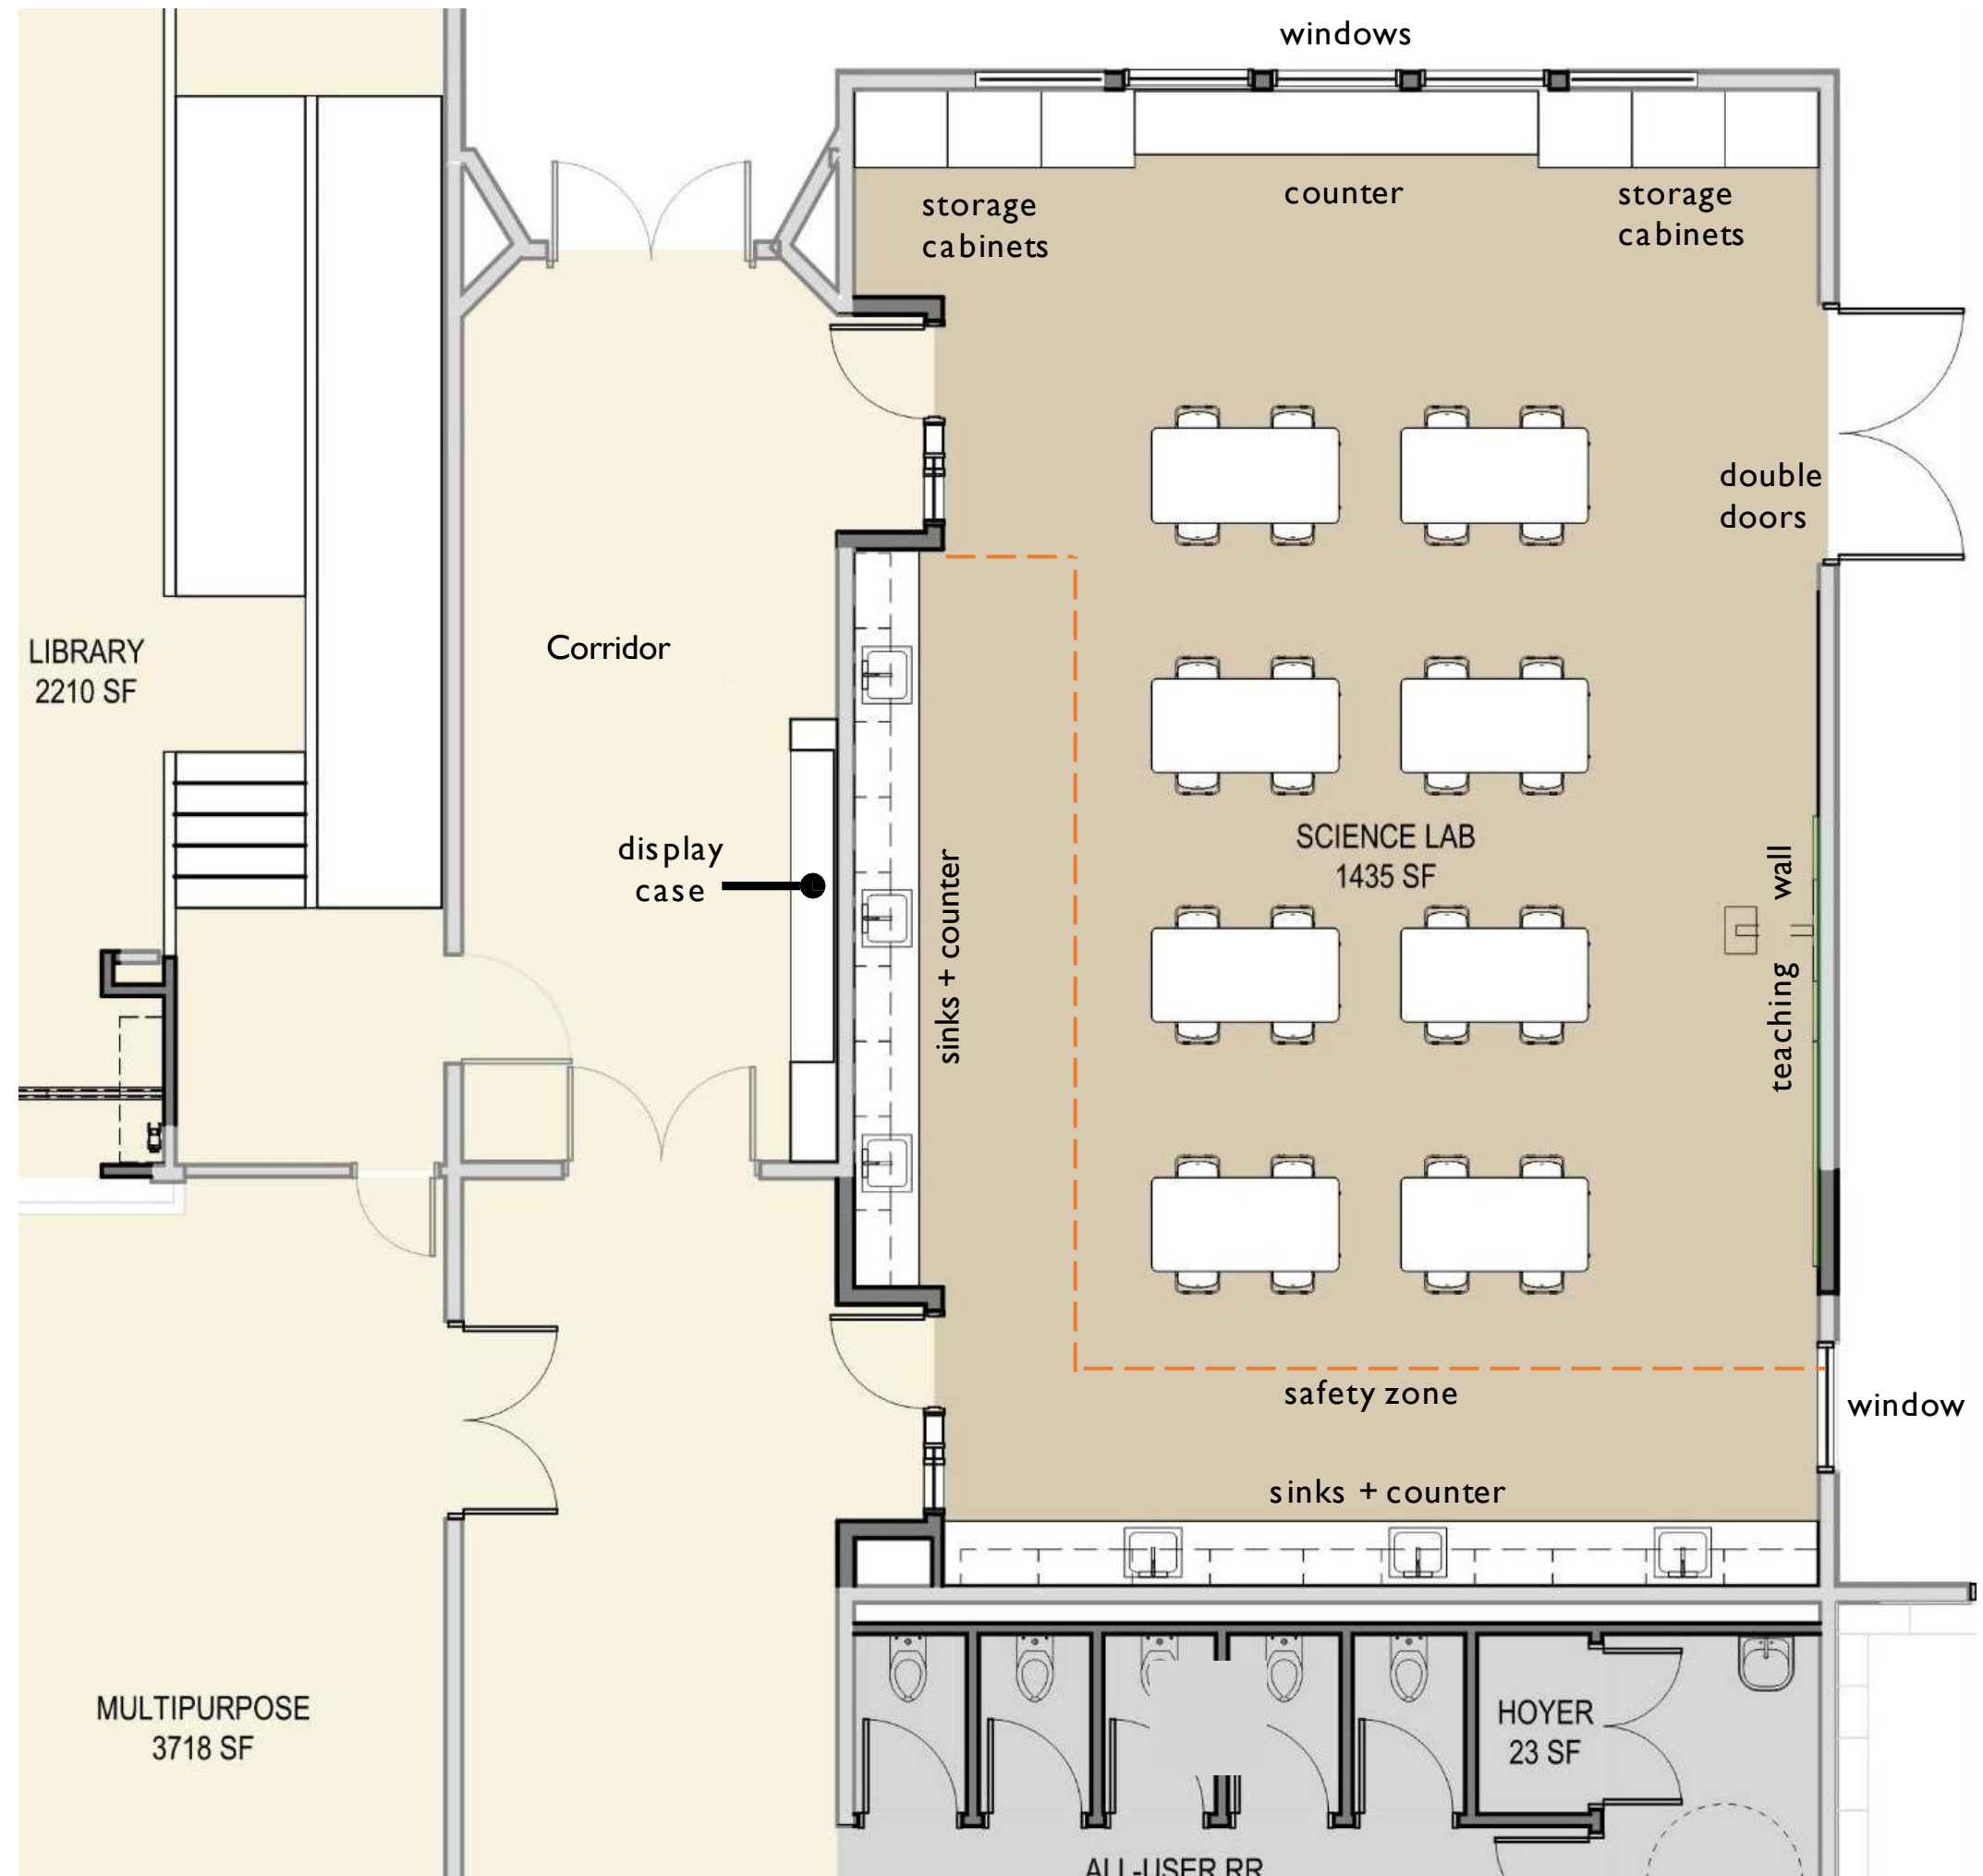 windows
storage
cabinets
counter
storage
cabinets
double
doors
LIBRARY
2210 SF
Corridor
display
case
sinks + counter
SCIENCE LAB
1435 SF
teaching wall
safety zone
window
sinks + counter
MULTIPURPOSE
3718 SF
HOYER
23 SF
ALL-USER RR